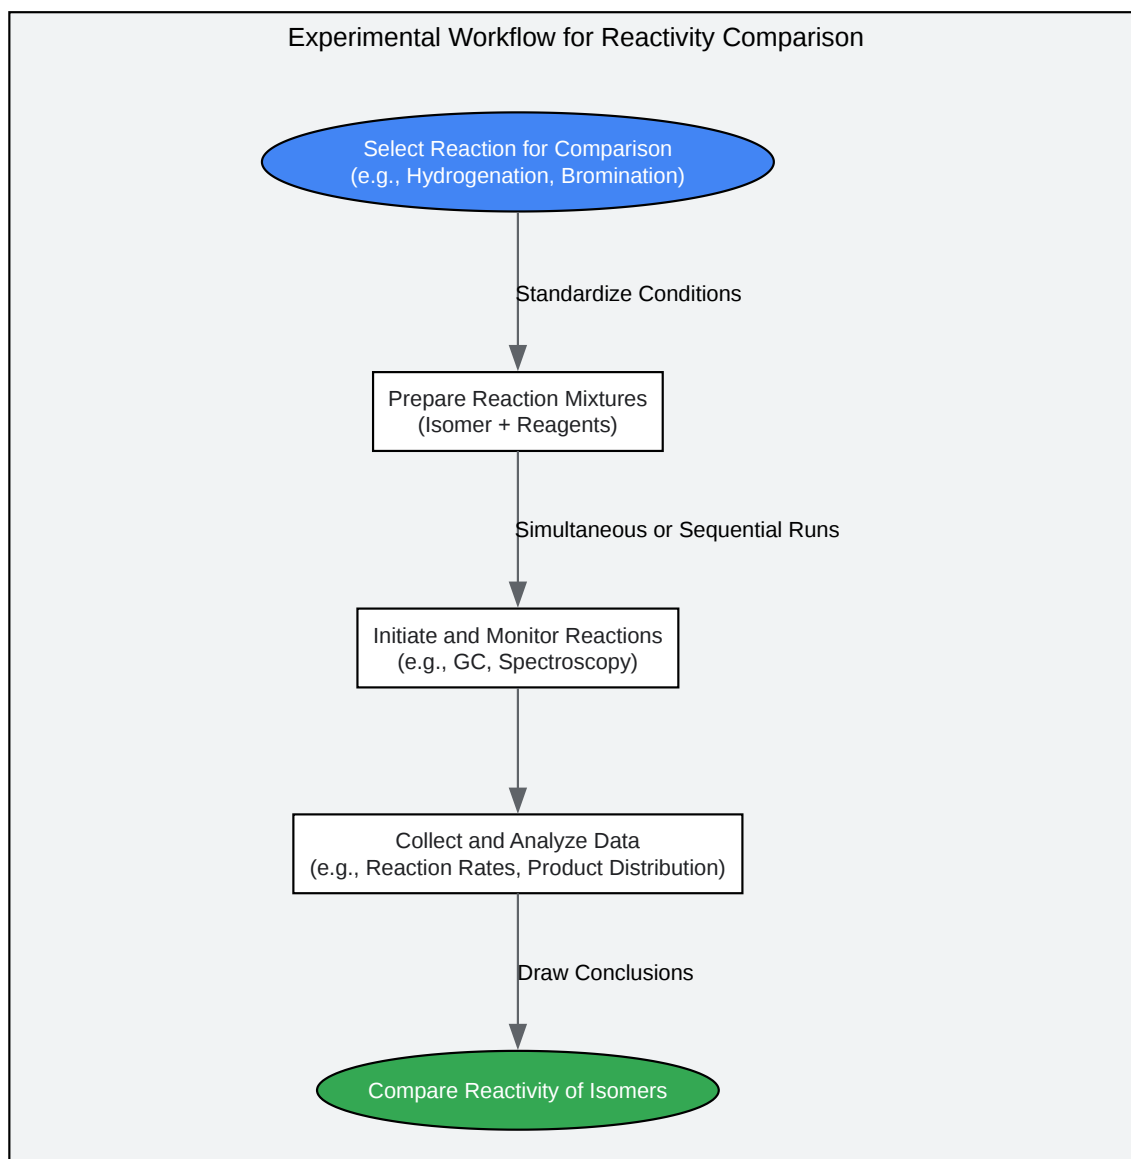 Experimental Workflow for Reactivity Comparison
Select Reaction for Comparison
(e.g., Hydrogenation, Bromination)
Standardize Conditions
Prepare Reaction Mixtures
(Isomer + Reagents)
Simultaneous or Sequential Runs
Initiate and Monitor Reactions
(e.g., GC, Spectroscopy)
Collect and Analyze Data
(e.g., Reaction Rates, Product Distribution)
Draw Conclusions
Compare Reactivity of Isomers